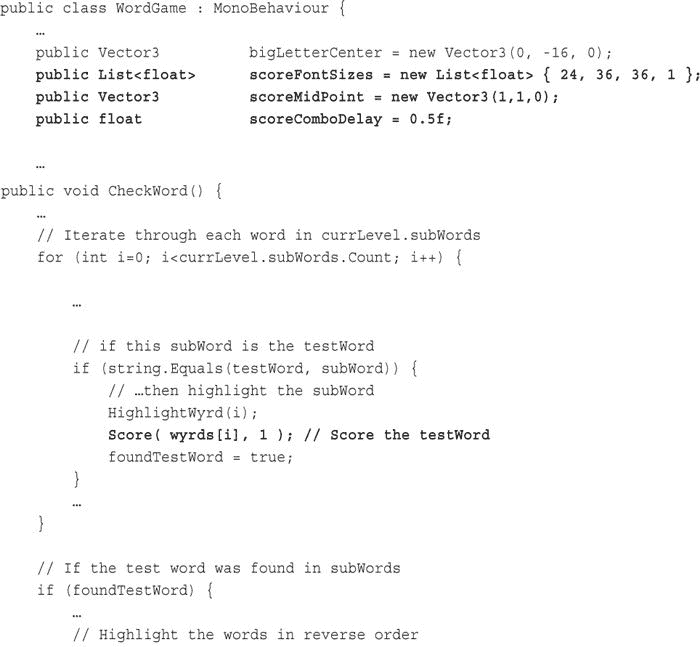 public class WordGame : MonoBehaviour {
    …
    public Vector3          bigLetterCenter = new Vector3(0, -16, 0);
    public List<float>      scoreFontSizes = new List<float> { 24, 36, 36, 1 };
    public Vector3          scoreMidPoint = new Vector3(1,1,0);
    public float            scoreComboDelay = 0.5f;
    …
public void CheckWord() {
    …
    // Iterate through each word in currLevel.subWords
    for (int i=0; i<currLevel.subWords.Count; i++) {
        …
        // if this subWord is the testWord
        if (string.Equals(testWord, subWord)) {
            // …then highlight the subWord
            HighlightWyrd(i);
            Score( wyrds[i], 1 ); // Score the testWord
            foundTestWord = true;
        }
        …
    }
    // If the test word was found in subWords
    if (foundTestWord) {
        …
        // Highlight the words in reverse order